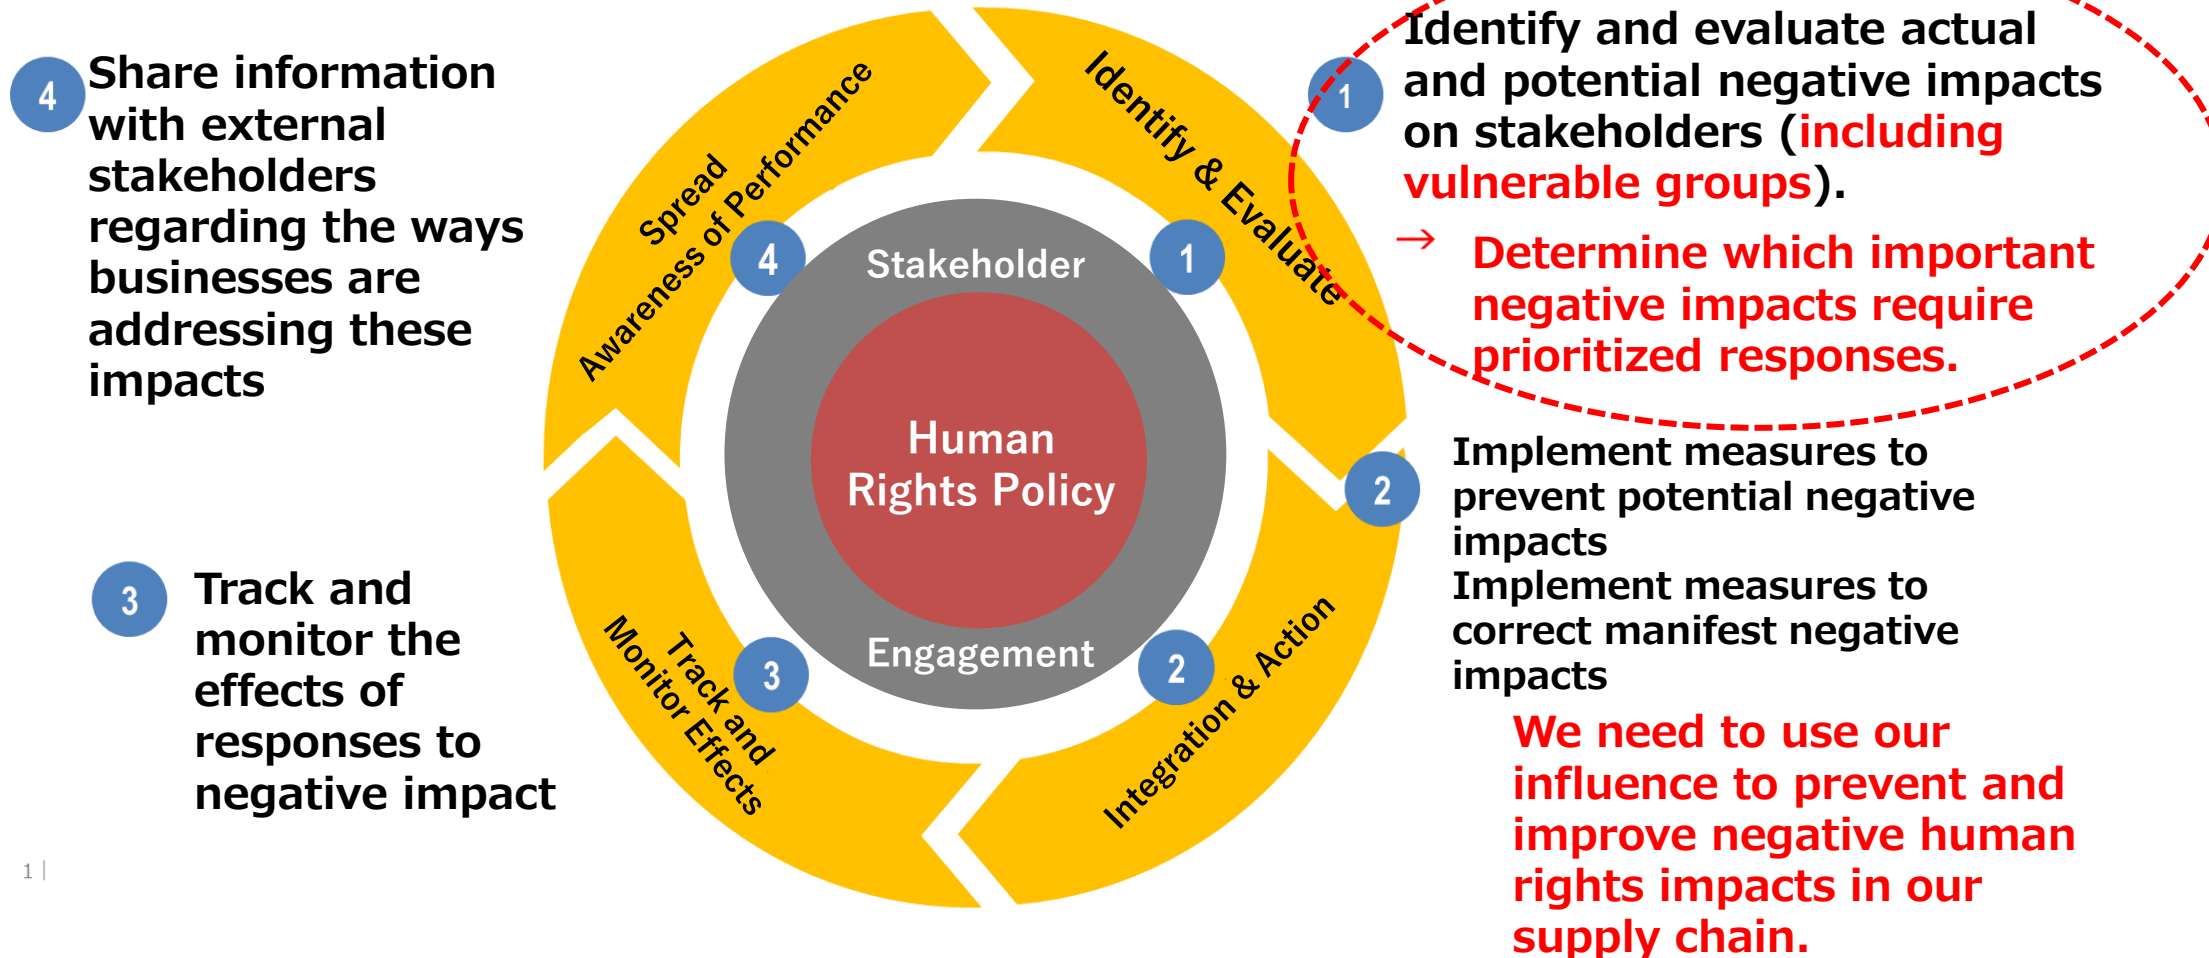 4
Share information
with external
stakeholders
regarding the ways
businesses are
addressing these
impacts
3
Track and
monitor the
effects of
responses to
negative impact
Spread
Awareness of Performance
4
Identify & Evaluate
1
Stakeholder
Human
Rights Policy
Engagement
Track and
Monitor Effects
3
Integration & Action
2
1
Identify and evaluate actual
and potential negative impacts
on stakeholders (including
vulnerable groups).
→ Determine which important
negative impacts require
prioritized responses.
2
Implement measures to
prevent potential negative
impacts
Implement measures to
correct manifest negative
impacts
We need to use our
influence to prevent and
improve negative human
rights impacts in our
supply chain.
1 |